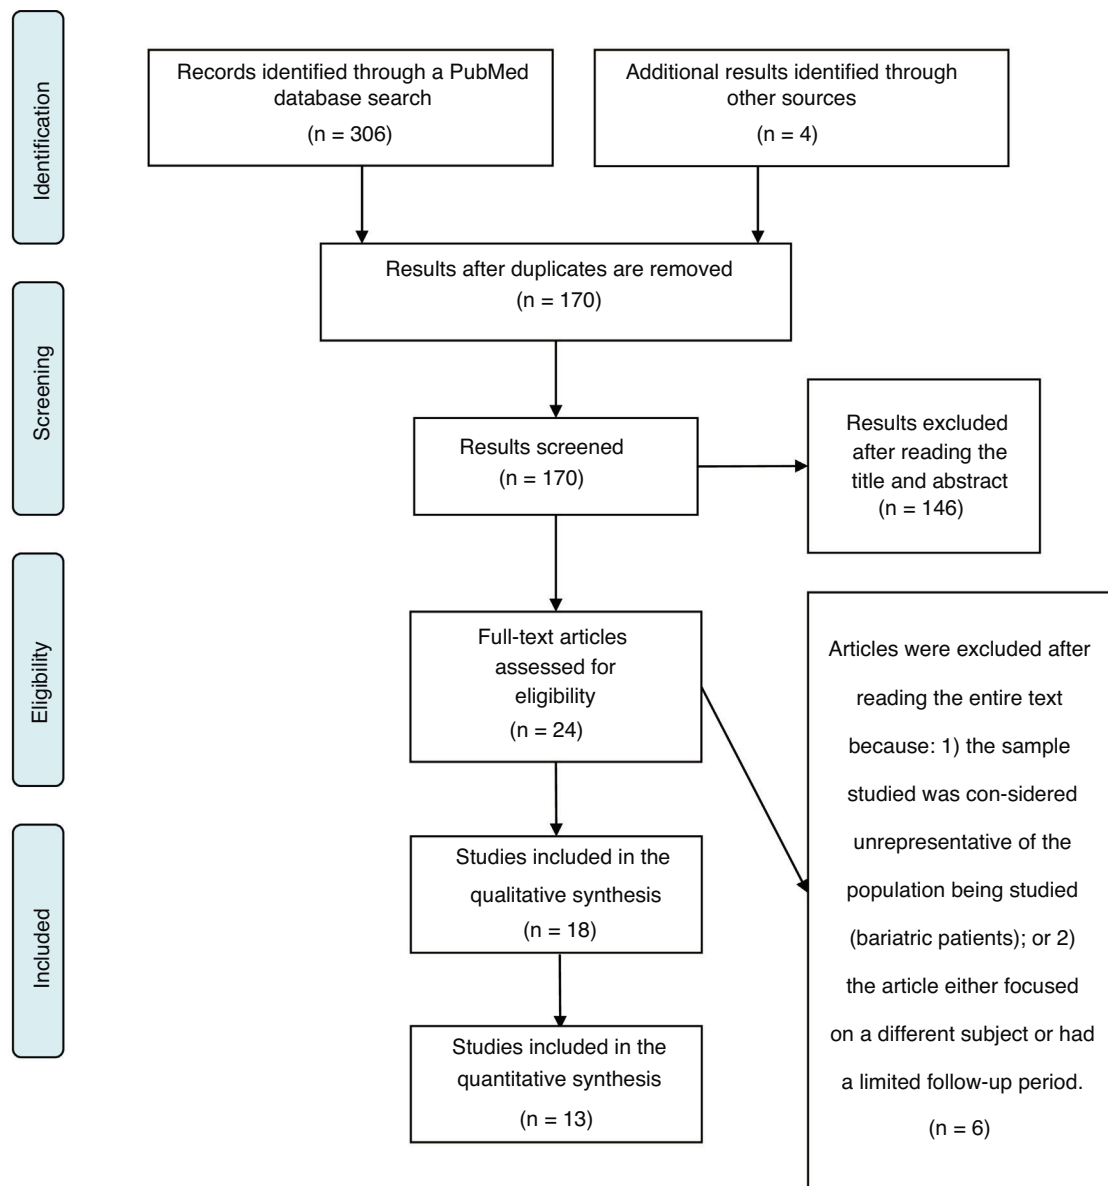 Identification
Records identified through a PubMed
database search
(n = 306)
Additional results identified through
other sources
(n = 4)
Results after duplicates are removed
(n = 170)
Screening
Results screened
(n = 170)
Results excluded
after reading the
title and abstract
(n = 146)
Eligibility
Full-text articles
assessed for
eligibility
(n = 24)
Articles were excluded after
reading the entire text
because: 1) the sample
studied was con-sidered
unrepresentative of the
population being studied
(bariatric patients); or 2)
the article either focused
on a different subject or had
a limited follow-up period.
(n = 6)
Included
Studies included in the
qualitative synthesis
(n = 18)
Studies included in the
quantitative synthesis
(n = 13)